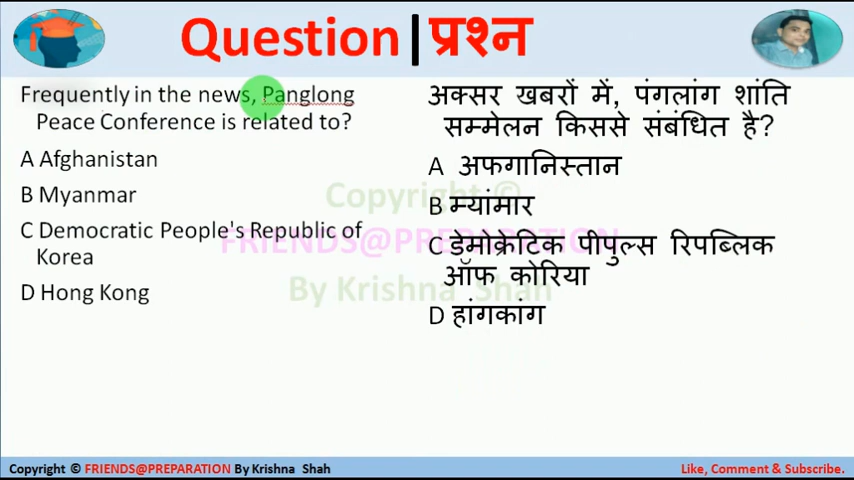 Question|प्रश्न
Frequently in the news, Panglong
Peace Conference is related to?
A Afghanistan
B Myanmar
C Democratic People's Republic of
Korea
D Hong Kong
अक्सर खबरों में, पंगलांग शांति
सम्मेलन किससे संबंधित है?
A अफगानिस्तान
B म्यांमार
C डेमोक्रेटिक पीपुल्स रिपब्लिक
ऑफ कोरिया
D हांगकांग
Copyright ©
FRIENDS@PREPARATION
By Krishna Shah
Copyright © FRIENDS@PREPARATION By Krishna Shah
Like, Comment & Subscribe.